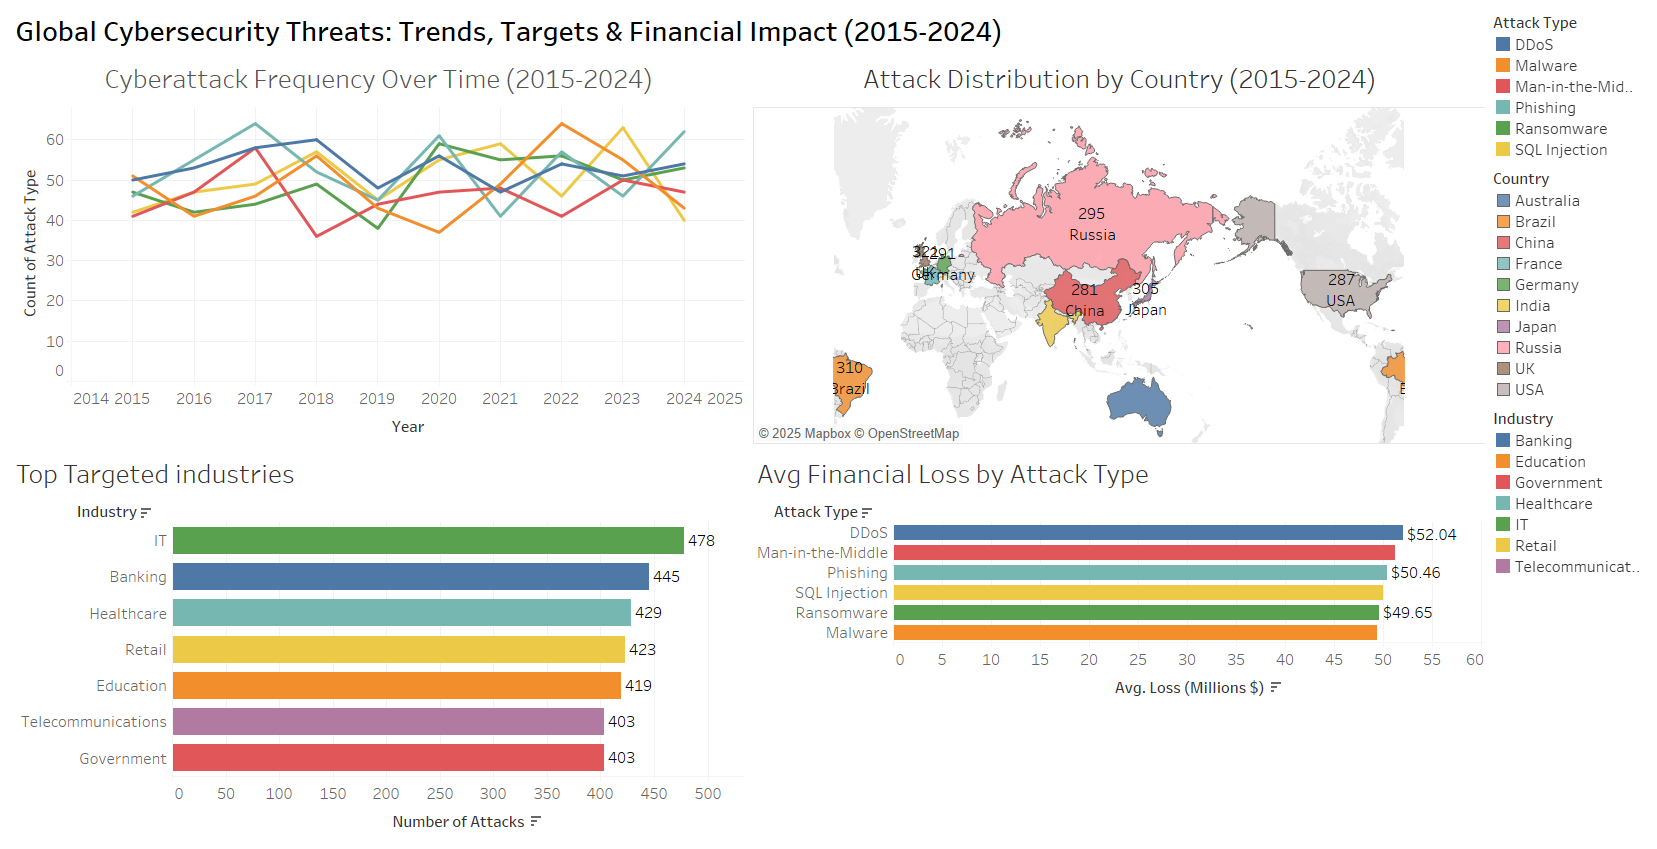 Global Cybersecurity Threats: Trends, Targets & Financial Impact (2015-2024)
Cyberattack Frequency Over Time (2015-2024)
Count of Attack Type
60
50
40
30
20
10
0
2014 2015 2016 2017 2018 2019 2020 2021 2022 2023 2024 2025
Year
Attack Distribution by Country (2015-2024)
295
Russia
321
291
UK
Germany
281
China
305
Japan
287
USA
310
Brazil
© 2025 Mapbox © OpenStreetMap
Top Targeted industries
Industry
IT 478
Banking 445
Healthcare 429
Retail 423
Education 419
Telecommunications 403
Government 403
0 50 100 150 200 250 300 350 400 450 500
Number of Attacks
Avg Financial Loss by Attack Type
Attack Type
DDoS $52.04
Man-in-the-Middle
Phishing $50.46
SQL Injection
Ransomware $49.65
Malware
0 5 10 15 20 25 30 35 40 45 50 55 60
Avg. Loss (Millions $)
Attack Type
DDoS
Malware
Man-in-the-Mid..
Phishing
Ransomware
SQL Injection
Country
Australia
Brazil
China
France
Germany
India
Japan
Russia
UK
USA
Industry
Banking
Education
Government
Healthcare
IT
Retail
Telecommunicat..